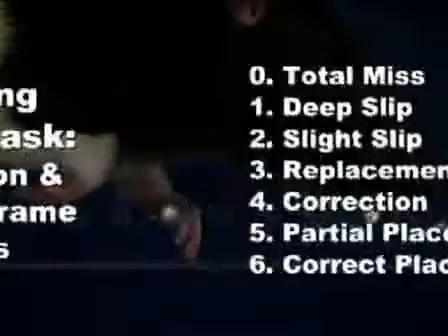 ng
ask:
on &
rame
s
0. Total Miss
1. Deep Slip
2. Slight Slip
3. Replacemen
4. Correction
5. Partial Place
6. Correct Plac